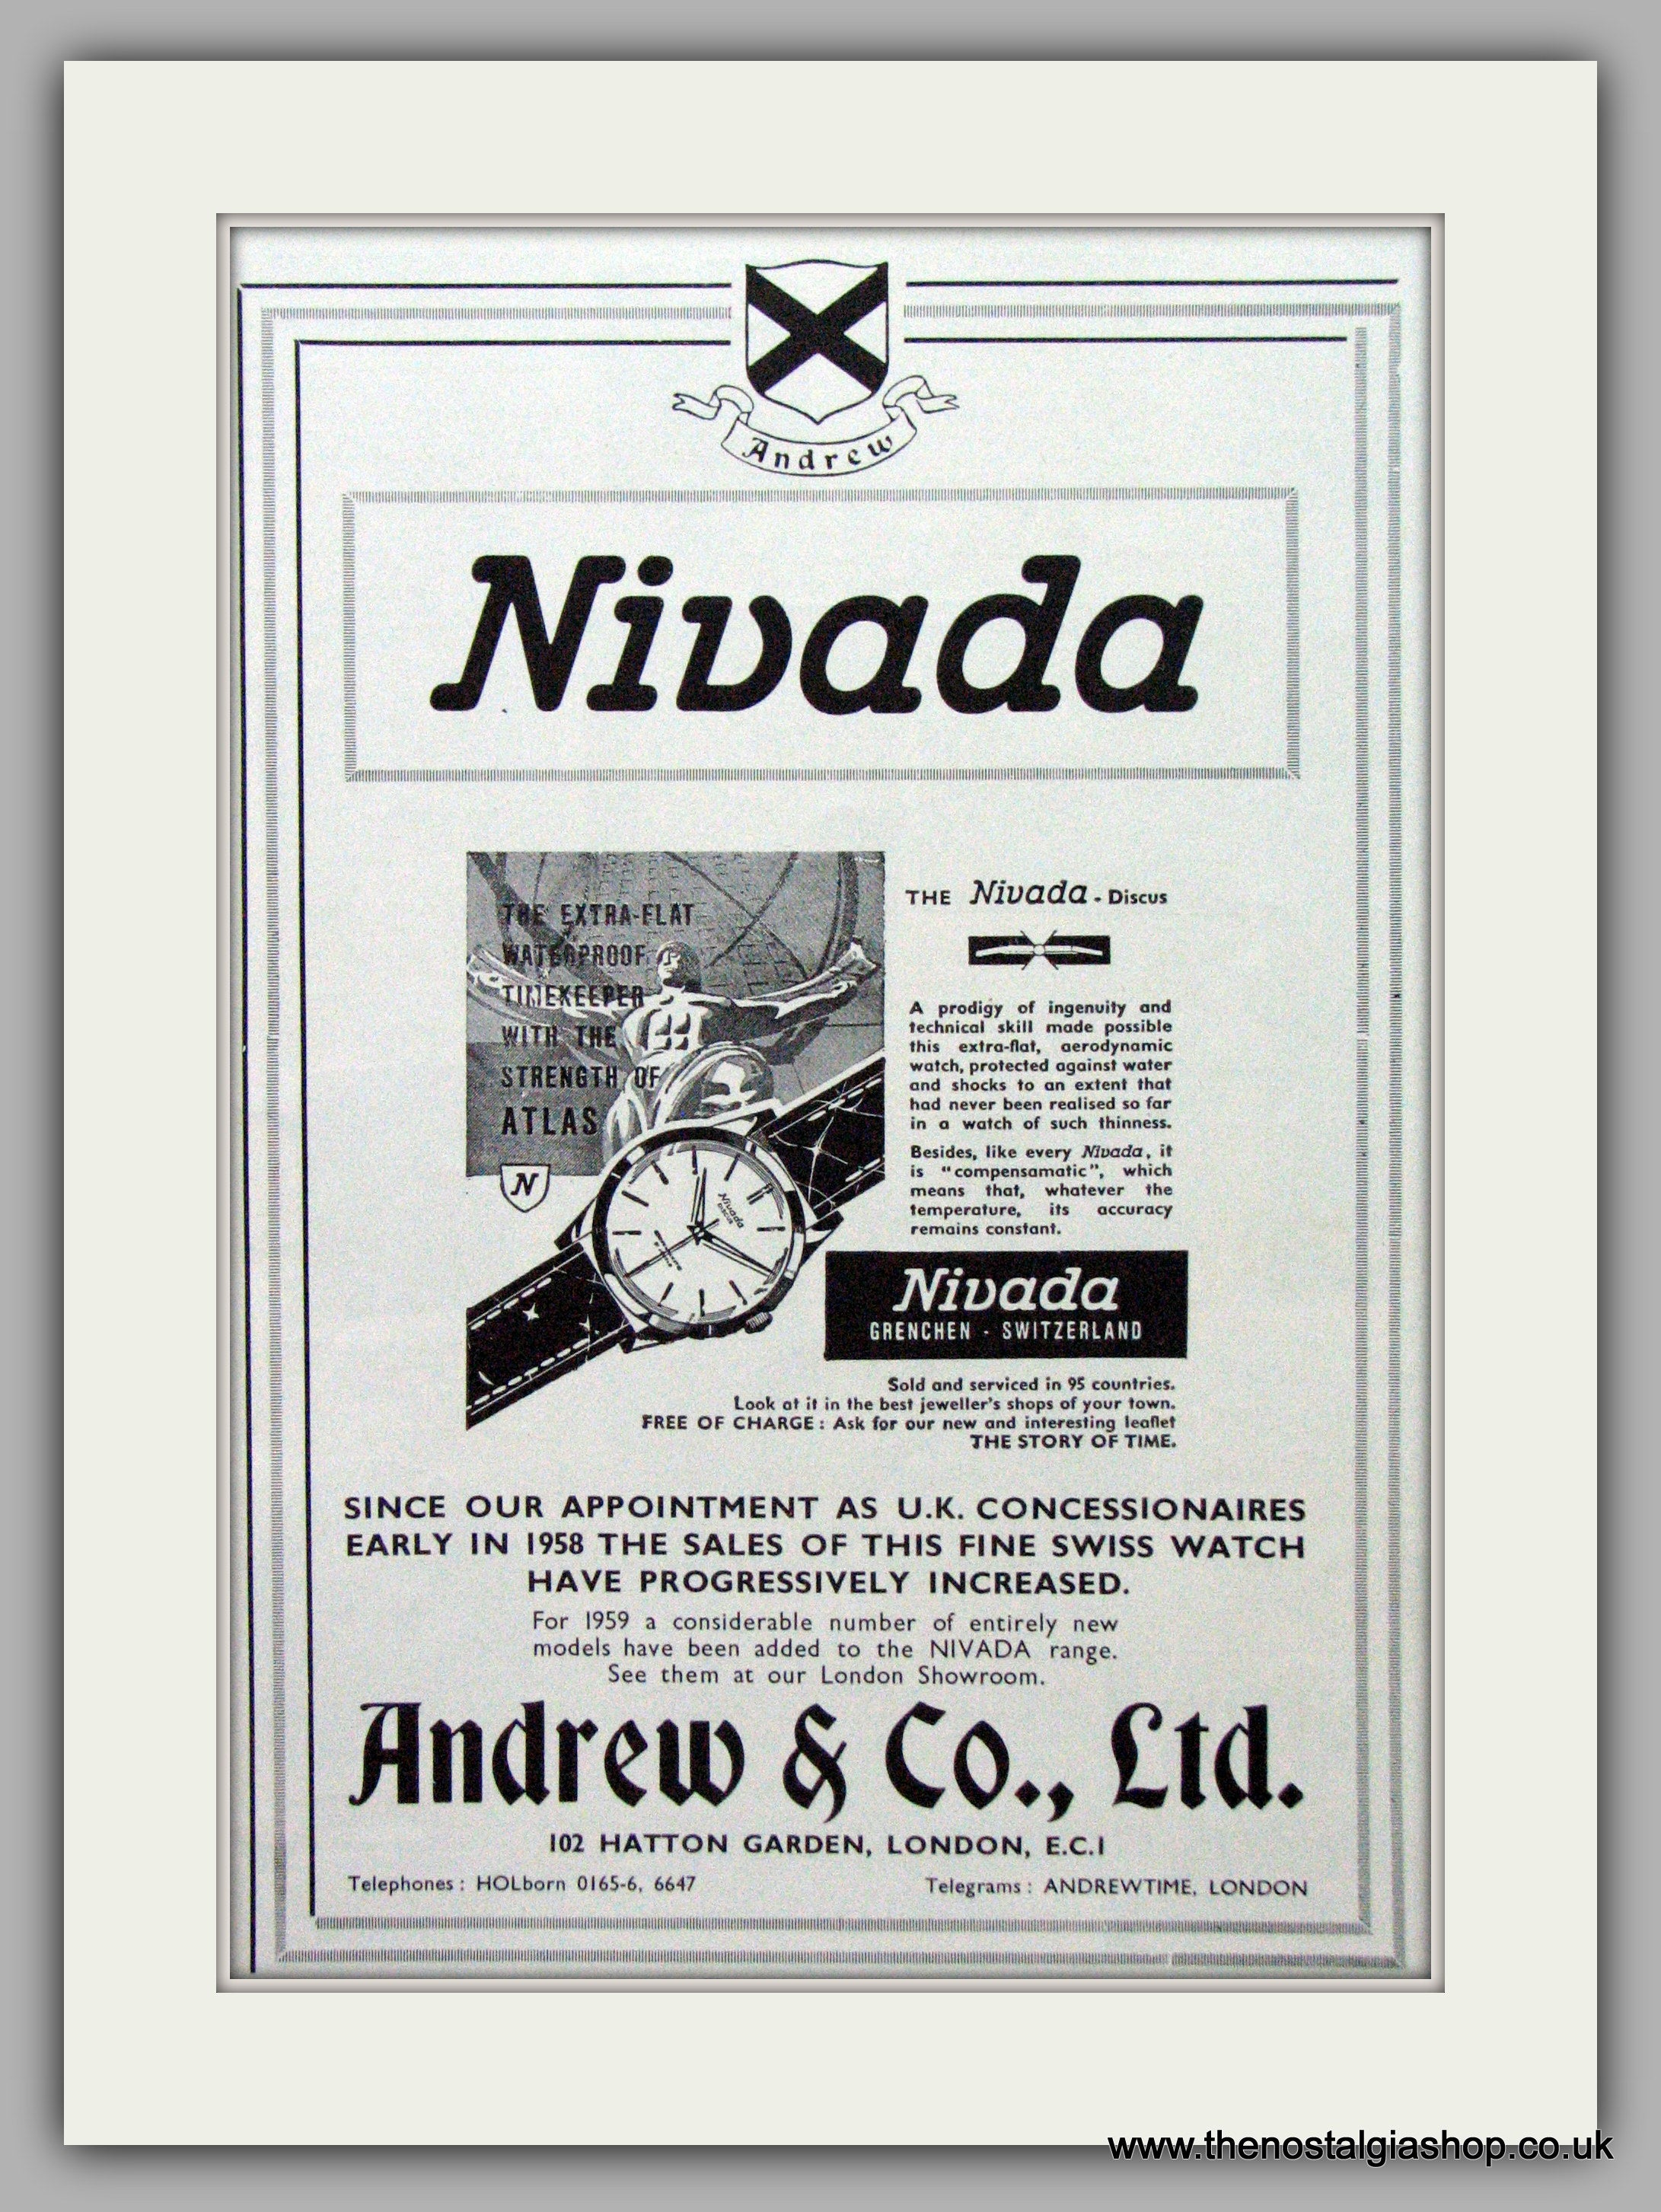 Andrew
Nivada
THE EXTRA-FLAT
WATERPROOF
TIMEKEEPER
WITH THE
STRENGTH OF
ATLAS
N
Nivada
THE Nivada - Discus
A prodigy of ingenuity and
technical skill made possible
this extra-flat, aerodynamic
watch, protected against water
and shocks to an extent that
had never been realised so far
in a watch of such thinness.
Besides, like every Nivada, it
is "compensamatic", which
means that, whatever the
temperature, its accuracy
remains constant.
Nivada
GRENCHEN - SWITZERLAND
Sold and serviced in 95 countries.
Look at it in the best jeweller's shops of your town.
FREE OF CHARGE : Ask for our new and interesting leaflet
THE STORY OF TIME.
SINCE OUR APPOINTMENT AS U.K. CONCESSIONAIRES
EARLY IN 1958 THE SALES OF THIS FINE SWISS WATCH
HAVE PROGRESSIVELY INCREASED.
For 1959 a considerable number of entirely new
models have been added to the NIVADA range.
See them at our London Showroom.
Andrew & Co., Ltd.
102 HATTON GARDEN, LONDON, E.C.1
Telephones : HOLborn 0165-6, 6647
Telegrams : ANDREWTIME, LONDON
www.thenostalgiashop.co.uk